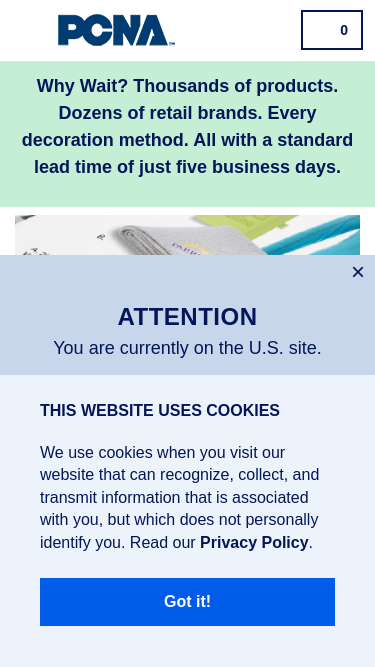 PCNA
0
Why Wait? Thousands of products.
Dozens of retail brands. Every
decoration method. All with a standard
lead time of just five business days.
×
ATTENTION
You are currently on the U.S. site.
THIS WEBSITE USES COOKIES
We use cookies when you visit our
website that can recognize, collect, and
transmit information that is associated
with you, but which does not personally
identify you. Read our Privacy Policy.
Got it!